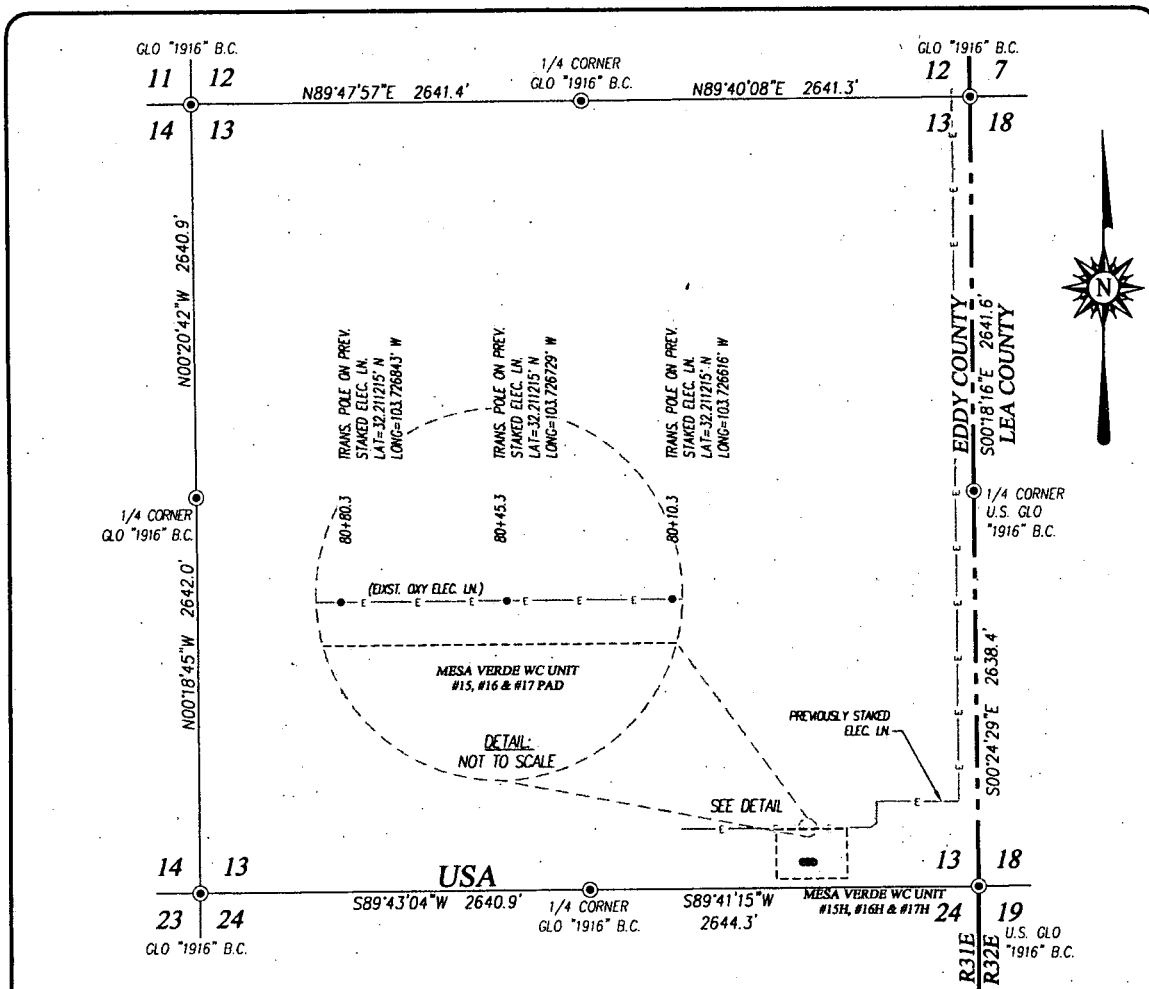 GLO "1916" B.C.
11 12
14 13
N89°47'57"E 2641.4'
1/4 CORNER
GLO "1916" B.C.
N89°40'08"E 2641.3'
GLO "1916" B.C.
12 7
13 18
N
N00°20'42"W 2640.9'
TRANS. POLE ON PREV.
STAKED ELEC. LN.
LAT=32.211215° N
LONG=103.726843° W
TRANS. POLE ON PREV.
STAKED ELEC. LN.
LAT=32.211215° N
LONG=103.726729° W
TRANS. POLE ON PREV.
STAKED ELEC. LN.
LAT=32.211215° N
LONG=103.726616° W
EDDY COUNTY
S00°18'16"E 2641.6'
LEA COUNTY
80+80.3
80+45.3
80+10.3
1/4 CORNER
GLO "1916" B.C.
1/4 CORNER
U.S. GLO
"1916" B.C.
(EIXST. OXY ELEC. LN.)
E E E E E E
MESA VERDE WC UNIT
#15, #16 & #17 PAD
N00°18'45"W 2642.0'
S00°24'29"E 2638.4'
DETAIL:
NOT TO SCALE
PREVIOUSLY STAKED
ELEC. LN.
SEE DETAIL
14 13
23 24
GLO "1916" B.C.
USA
S89°43'04"W 2640.9'
1/4 CORNER
GLO "1916" B.C.
S89°41'15"W
2644.3'
MESA VERDE WC UNIT
#15H, #16H & #17H
13 18
24 19
U.S. GLO
"1916" B.C.
R31E
R32E